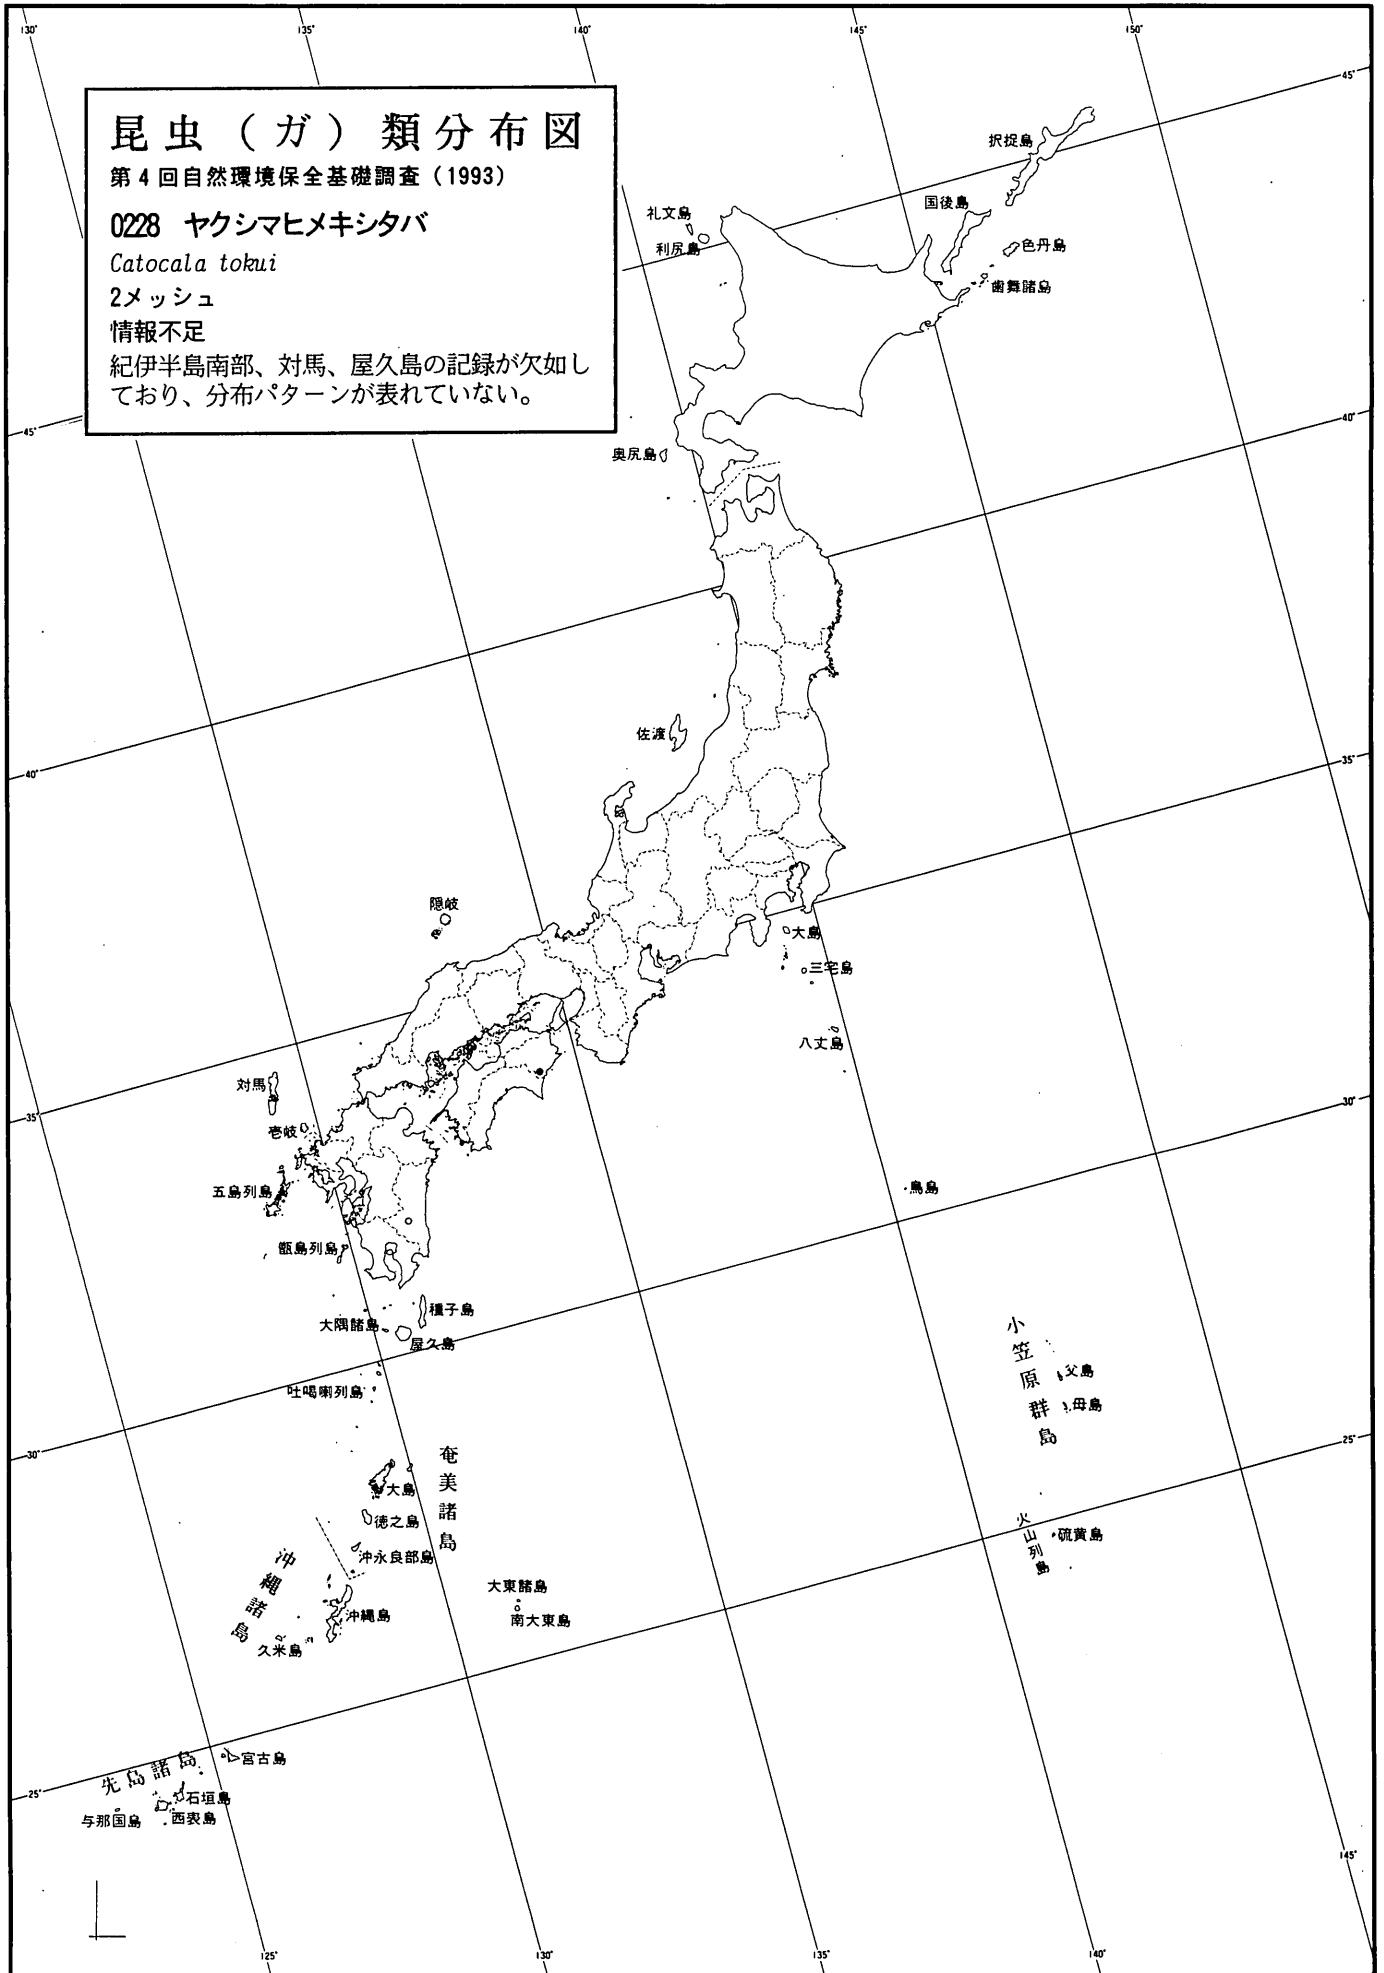 130°
135°
140°
145°
150°
昆虫（ガ）類分布図
第4回自然環境保全基礎調査（1993）
0228 ヤクシマヒメキシタバ
Catocala tokui
2メッシュ
情報不足
紀伊半島南部、対馬、屋久島の記録が欠如し
ており、分布パターンが表れていない。
45°
択捉島
国後島
礼文島
利尻島
色丹島
歯舞諸島
40°
45°
奥尻島
佐渡
35°
40°
隠岐
大島
三宅島
八丈島
対馬
35°
壱岐
30°
五島列島
鳥島
甑島列島
種子島
大隅諸島
屋久島
吐噶喇列島
小笠原群島
父島
母島
25°
30°
奄美諸島
大島
徳之島
沖永良部島
火山列島
硫黄島
沖縄諸島
大東諸島
南大東島
沖縄島
久米島
先島諸島
宮古島
25°
石垣島
与那国島
西表島
145°
125°
130°
135°
140°